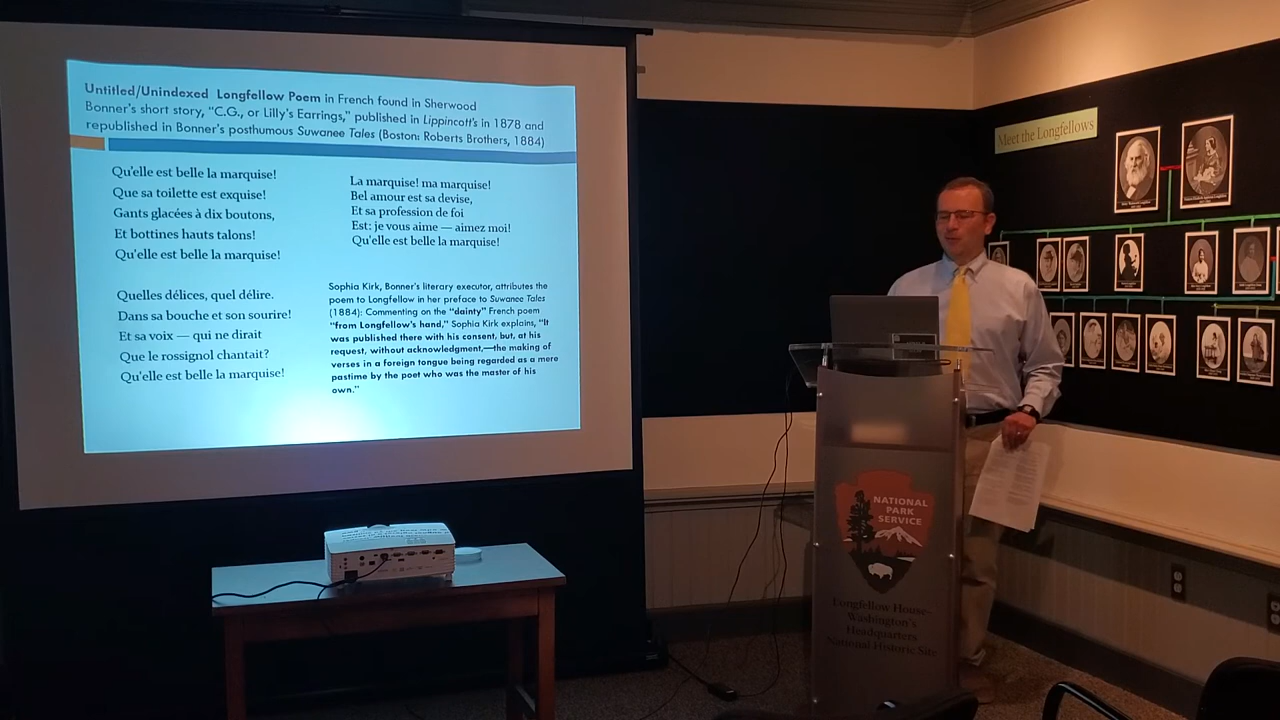 Untitled/Unindexed Longfellow Poem in French found in Sherwood
Bonner's short story, "C.G., or Lilly's Earrings," published in Lippincott's in 1878 and
republished in Bonner's posthumous Suwanee Tales (Boston: Roberts Brothers, 1884)
Qu'elle est belle la marquise!
Que sa toilette est exquise!
Gants glacées à dix boutons,
Et bottines hauts talons!
Qu'elle est belle la marquise!
Quelles délices, quel délire.
Dans sa bouche et son sourire!
Et sa voix — qui ne dirait
Que le rossignol chantait?
Qu'elle est belle la marquise!
La marquise! ma marquise!
Bel amour est sa devise,
Et sa profession de foi
Est: je vous aime — aimez moi!
Qu'elle est belle la marquise!
Sophia Kirk, Bonner's literary executor, attributes the
poem to Longfellow in her preface to Suwanee Tales
(1884): Commenting on the "dainty" French poem
"from Longfellow's hand," Sophia Kirk explains, "It
was published there with his consent, but, at his
request, without acknowledgment,—the making of
verses in a foreign tongue being regarded as a mere
pastime by the poet who was the master of his
own."
Meet the Longfellows
NATIONAL
PARK
SERVICE
Longfellow House-
Washington's
Headquarters
National Historic Site